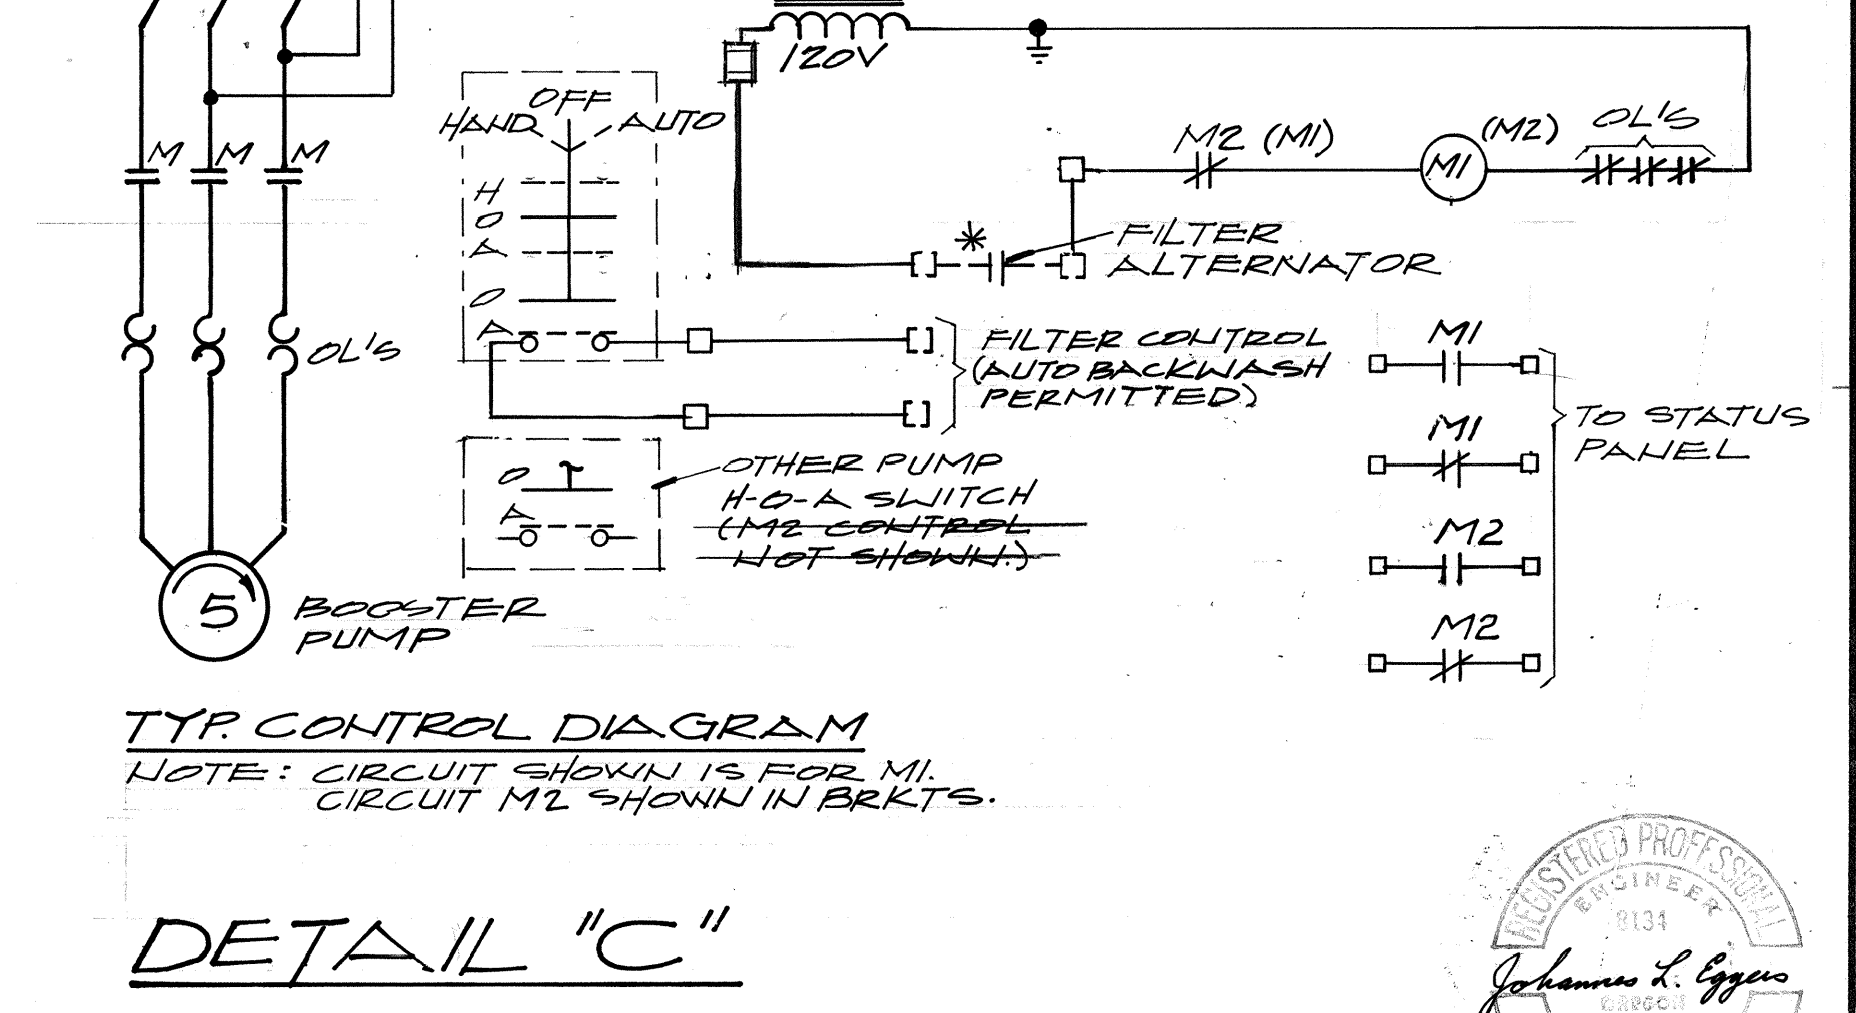 120V
OFF
HAND AUTO
M M M
H
O
A
O
A
OL'S
M2 (M1)
M1
(M2)
OL'S
*
FILTER
ALTERNATOR
FILTER CONTROL
(AUTO BACKWASH
PERMITTED)
O
A
OTHER PUMP
H-O-A SWITCH
(M2 CONTROL
NOT SHOWN.)
M1
M1
M2
M2
TO STATUS
PANEL
5
BOOSTER
PUMP
TYP. CONTROL DIAGRAM
NOTE: CIRCUIT SHOWN IS FOR M1.
CIRCUIT M2 SHOWN IN BRKTS.
DETAIL "C"
REGISTERED PROFESSIONAL
ENGINEER
8134
Johannes L. Eggers
OREGON